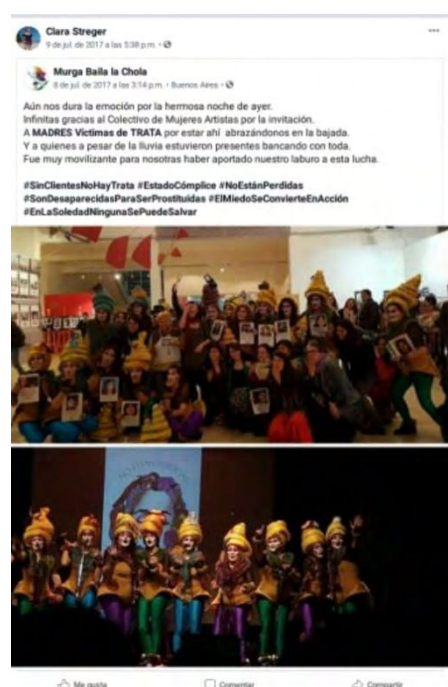 Clara Streger
9 de jul. de 2017 a las 5:38 p.m. ·
Murga Baila la Chola
8 de jul. de 2017 a las 3:14 p.m. · Buenos Aires ·
Aún nos dura la emoción por la hermosa noche de ayer.
Infinitas gracias al Colectivo de Mujeres Artistas por la invitación.
A MADRES Víctimas de TRATA por estar ahí abrazándonos en la bajada.
Y a quienes a pesar de la lluvia estuvieron presentes bancando con toda.
Fue muy movilizante para nosotras haber aportado nuestro laburo a esta lucha.
#SinClientesNoHayTrata #EstadoCómplice #NoEstánPerdidas
#SonDesaparecidasParaSerProstituidas #ElMiedoSeConvierteEnAcción
#EnLaSoledadNingunaSePuedeSalvar
Me gusta
Comentar
Compartir